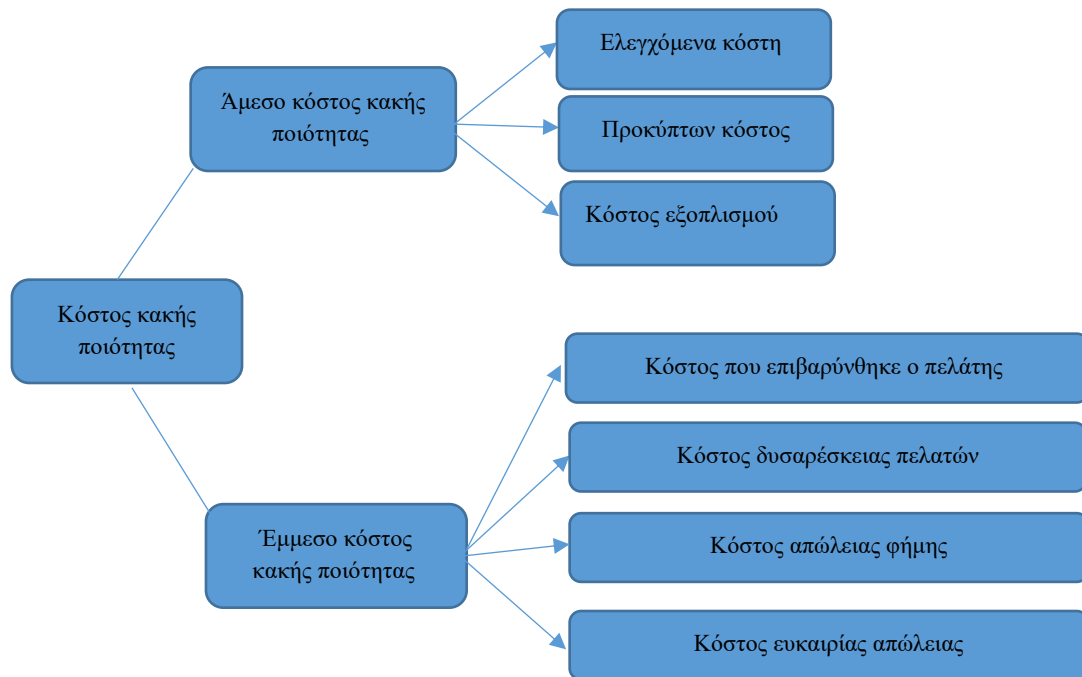 Ελεγχόμενα κόστη
Άμεσο κόστος κακής
ποιότητας
Προκύπτων κόστος
Κόστος εξοπλισμού
Κόστος κακής
ποιότητας
Κόστος που επιβαρύνθηκε ο πελάτης
Κόστος δυσαρέσκειας πελατών
Έμμεσο κόστος
κακής ποιότητας
Κόστος απώλειας φήμης
Κόστος ευκαιρίας απώλειας